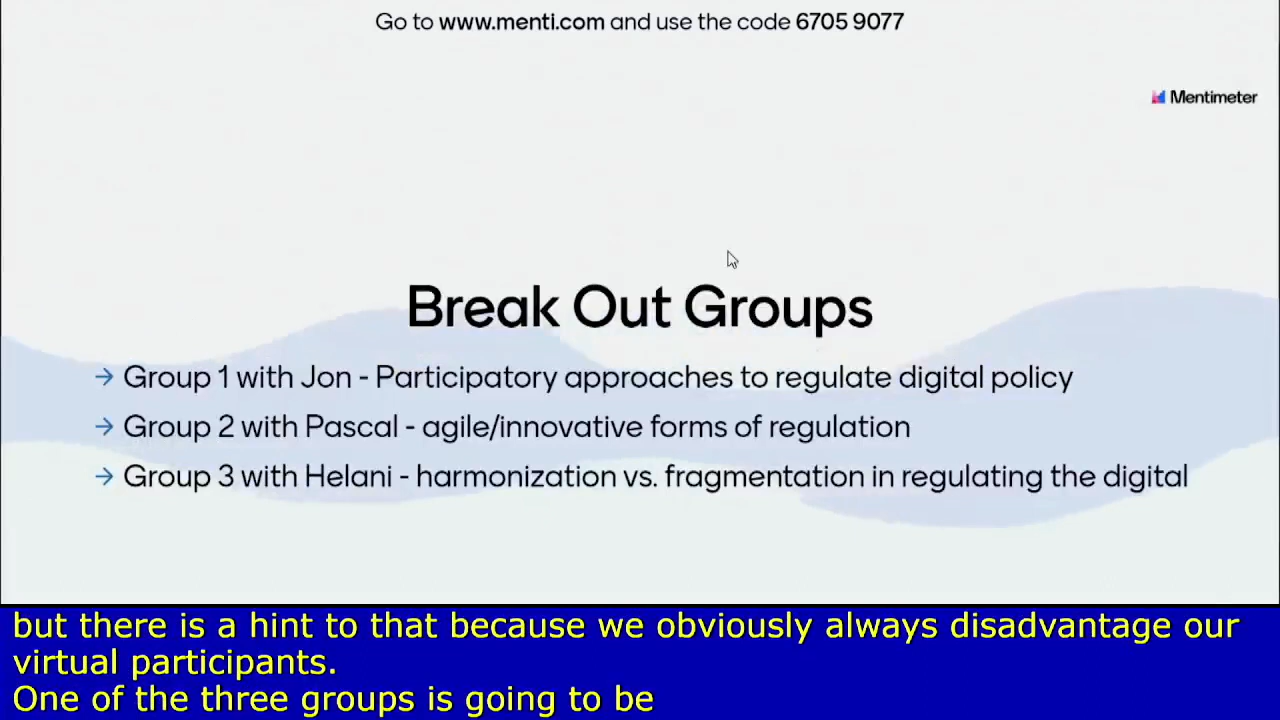 Go to www.menti.com and use the code 6705 9077
Mentimeter
Break Out Groups
→ Group 1 with Jon - Participatory approaches to regulate digital policy
→ Group 2 with Pascal - agile/innovative forms of regulation
→ Group 3 with Helani - harmonization vs. fragmentation in regulating the digital
but there is a hint to that because we obviously always disadvantage our
virtual participants.
One of the three groups is going to be